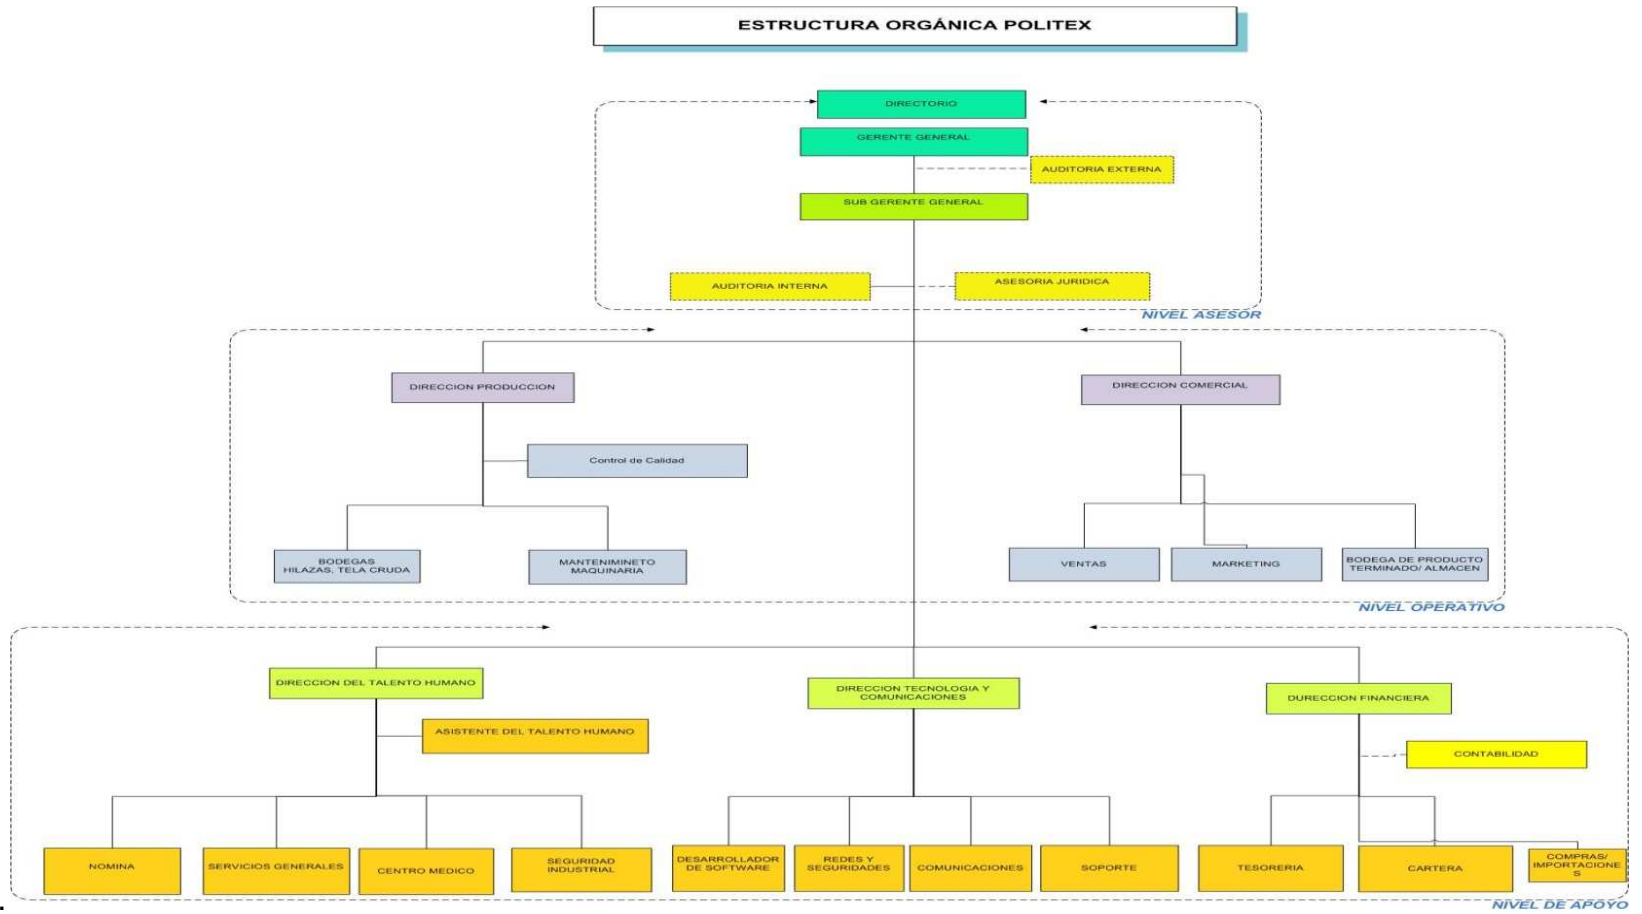 ESTRUCTURA ORGÁNICA POLITEX
DIRECTORIO
GERENTE GENERAL
AUDITORIA EXTERNA
SUB GERENTE GENERAL
AUDITORIA INTERNA
ASESORIA JURIDICA
NIVEL ASESOR
DIRECCION PRODUCCION
DIRECCION COMERCIAL
Control de Calidad
BODEGAS
HILAZAS, TELA CRUDA
MANTENIMINETO
MAQUINARIA
VENTAS
MARKETING
BODEGA DE PRODUCTO
TERMINADO/ ALMACEN
NIVEL OPERATIVO
DIRECCION DEL TALENTO HUMANO
DIRECCION TECNOLOGIA Y
COMUNICACIONES
DURECCION FINANCIERA
ASISTENTE DEL TALENTO HUMANO
CONTABILIDAD
NOMINA
SERVICIOS GENERALES
CENTRO MEDICO
SEGURIDAD
INDUSTRIAL
DESARROLLADOR
DE SOFTWARE
REDES Y
SEGURIDADES
COMUNICACIONES
SOPORTE
TESORERIA
CARTERA
COMPRAS/
IMPORTACIONE
S
NIVEL DE APOYO
.